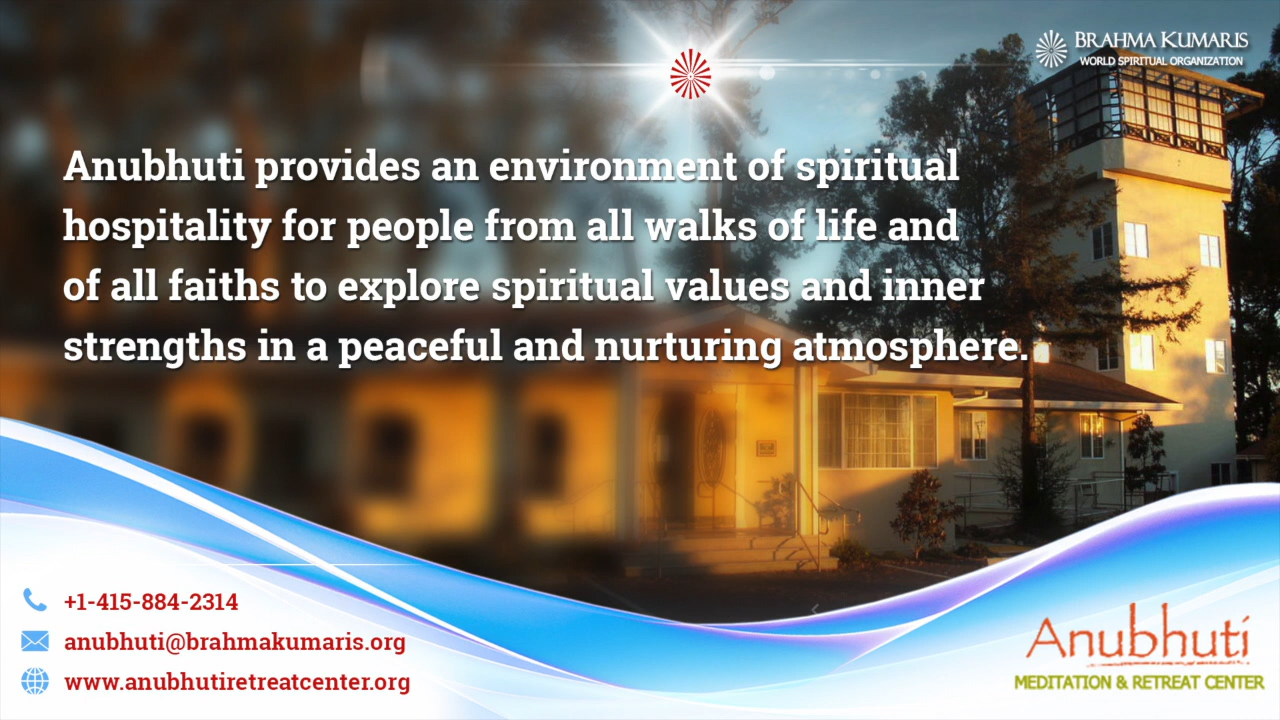 BRAHMA KUMARIS
WORLD SPIRITUAL ORGANIZATION
Anubhuti provides an environment of spiritual
hospitality for people from all walks of life and
of all faiths to explore spiritual values and inner
strengths in a peaceful and nurturing atmosphere.
+1-415-884-2314
anubhuti@brahmakumaris.org
www.anubhutiretreatcenter.org
Anubhuti
MEDITATION & RETREAT CENTER